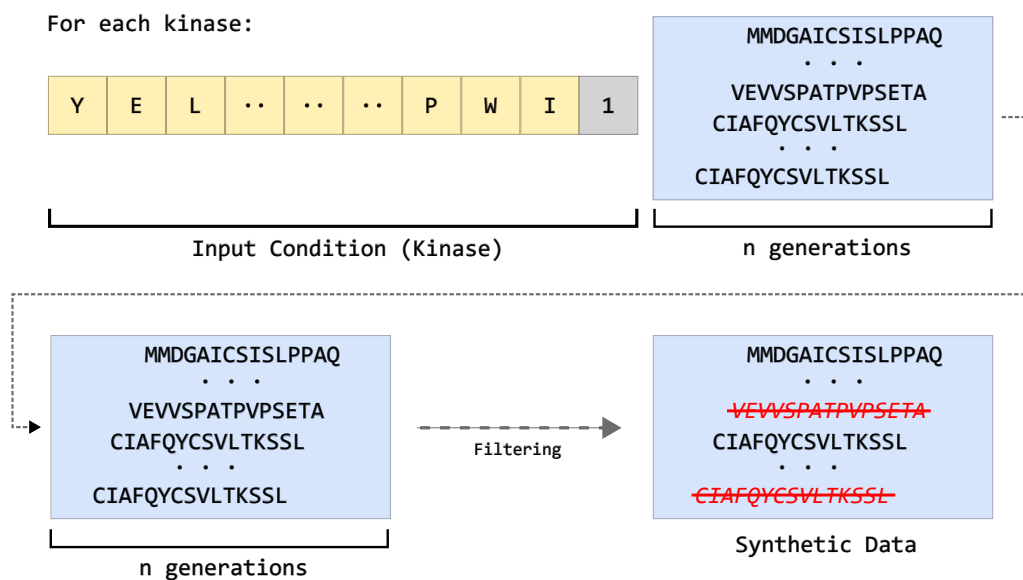 For each kinase:
Y E L ·· ·· ·· P W I 1
Input Condition (Kinase)
MMDGAICSISLPPAQ
. . .
VEVVSPATPVPSETA
CIAFQYCSVLTKSSL
. . .
CIAFQYCSVLTKSSL
n generations
MMDGAICSISLPPAQ
. . .
VEVVSPATPVPSETA
CIAFQYCSVLTKSSL
. . .
CIAFQYCSVLTKSSL
n generations
Filtering
MMDGAICSISLPPAQ
. . .
VEVVSPATPVPSETA
CIAFQYCSVLTKSSL
. . .
CIAFQYCSVLTKSSL
Synthetic Data